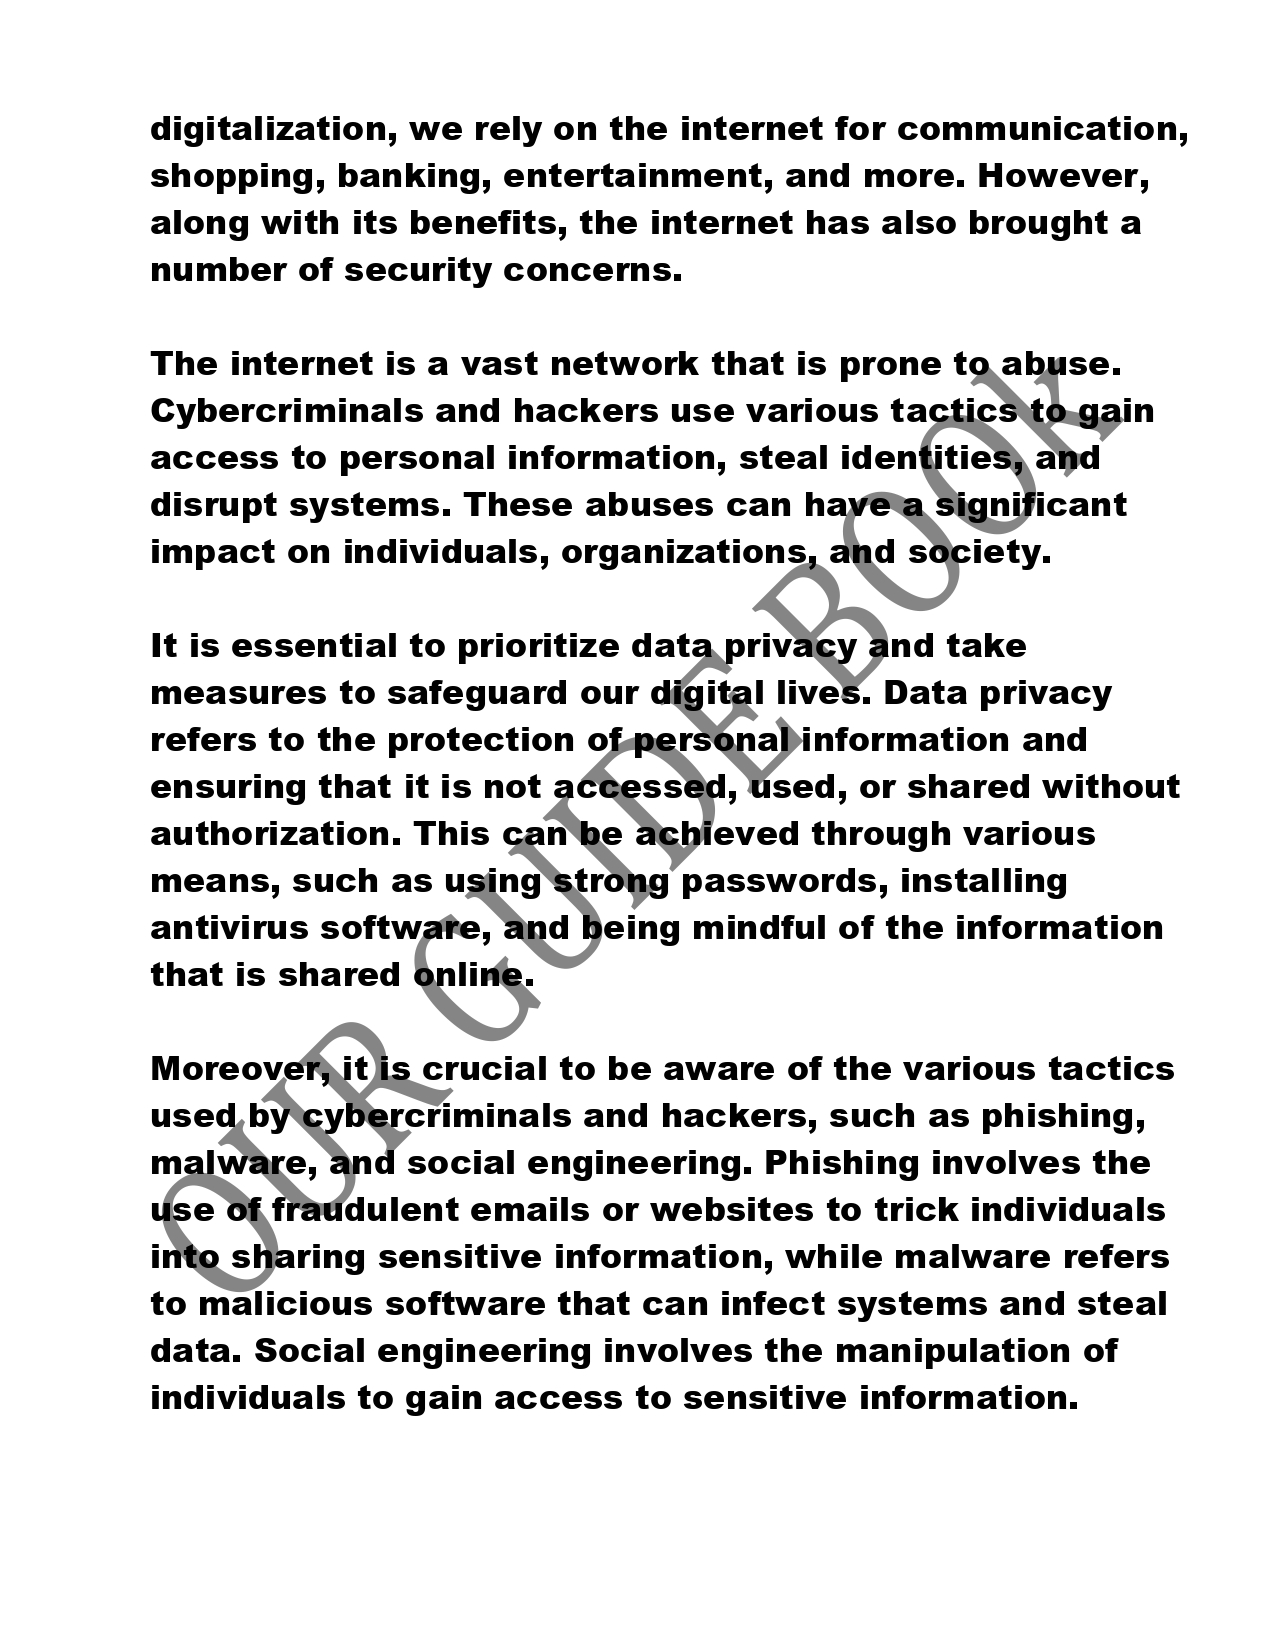 digitalization, we rely on the internet for communication,
shopping, banking, entertainment, and more. However,
along with its benefits, the internet has also brought a
number of security concerns.
The internet is a vast network that is prone to abuse.
Cybercriminals and hackers use various tactics to gain
access to personal information, steal identities, and
disrupt systems. These abuses can have a significant
impact on individuals, organizations, and society.
It is essential to prioritize data privacy and take
measures to safeguard our digital lives. Data privacy
refers to the protection of personal information and
ensuring that it is not accessed, used, or shared without
authorization. This can be achieved through various
means, such as using strong passwords, installing
antivirus software, and being mindful of the information
that is shared online.
Moreover, it is crucial to be aware of the various tactics
used by cybercriminals and hackers, such as phishing,
malware, and social engineering. Phishing involves the
use of fraudulent emails or websites to trick individuals
into sharing sensitive information, while malware refers
to malicious software that can infect systems and steal
data. Social engineering involves the manipulation of
individuals to gain access to sensitive information.
OUR GUIDE BOOK